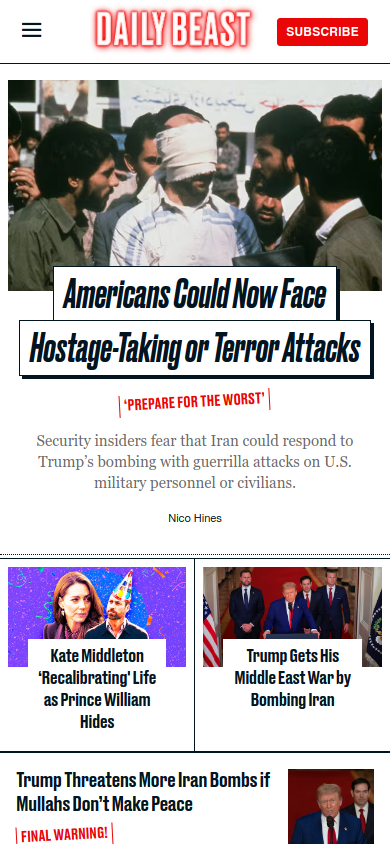 DAILY BEAST
SUBSCRIBE
Americans Could Now Face
Hostage-Taking or Terror Attacks
‘PREPARE FOR THE WORST’
Security insiders fear that Iran could respond to
Trump’s bombing with guerrilla attacks on U.S.
military personnel or civilians.
Nico Hines
Kate Middleton
‘Recalibrating’ Life
as Prince William
Hides
Trump Gets His
Middle East War by
Bombing Iran
Trump Threatens More Iran Bombs if
Mullahs Don’t Make Peace
FINAL WARNING!